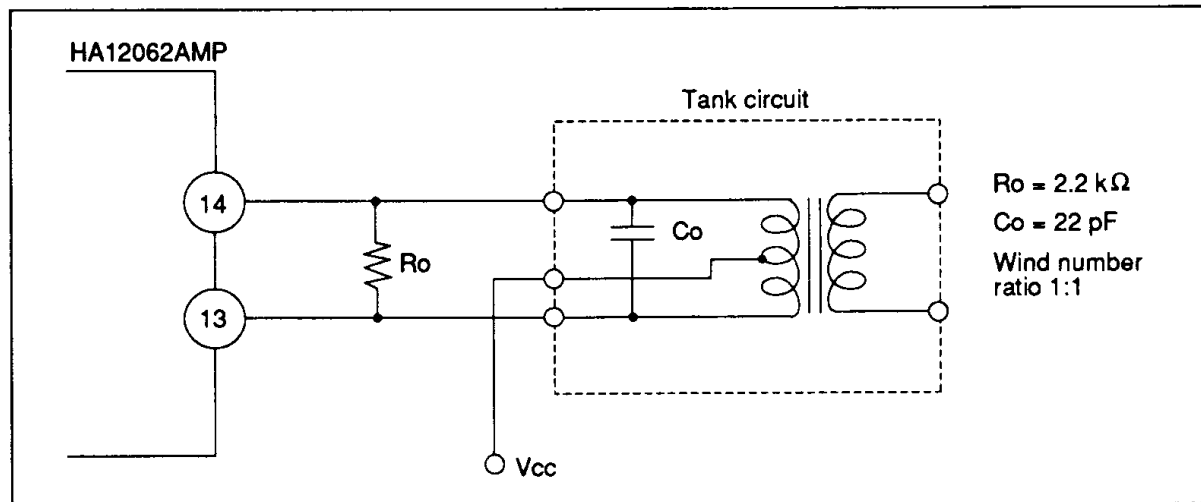 HA12062AMP
Tank circuit
14
13
Ro
Co
Vcc
Ro = 2.2 kΩ
Co = 22 pF
Wind number
ratio 1:1